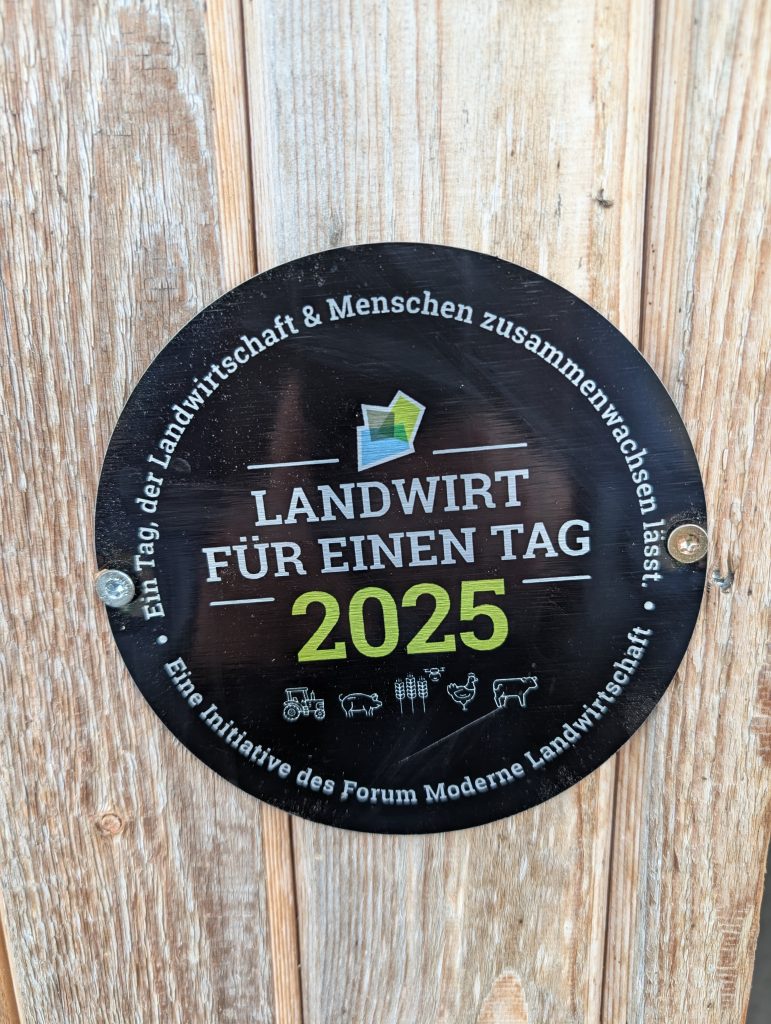 Ein Tag, der Landwirtschaft & Menschen zusammenwachsen lässt.
LANDWIRT
FÜR EINEN TAG
2025
Eine Initiative des Forum Moderne Landwirtschaft